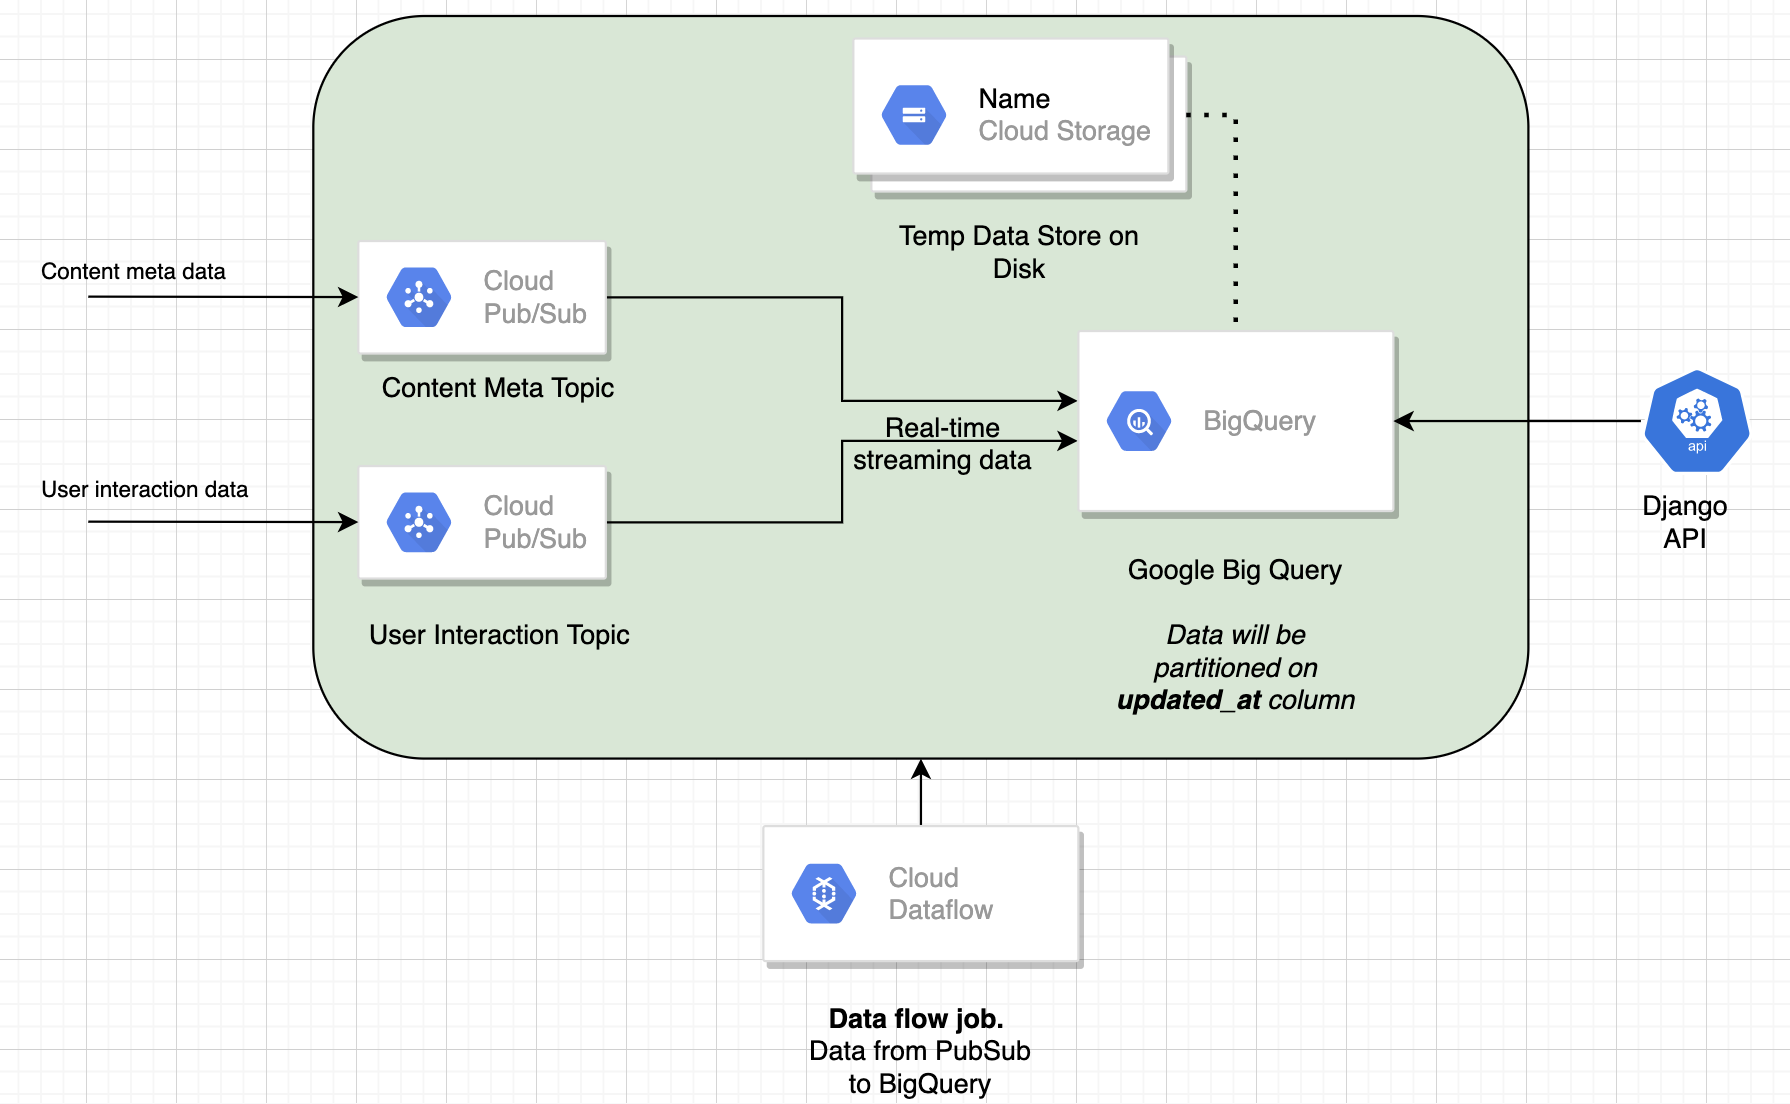 Name
Cloud Storage
Temp Data Store on
Disk
Content meta data
Cloud
Pub/Sub
Content Meta Topic
Real-time
streaming data
BigQuery
api
Django
API
User interaction data
Cloud
Pub/Sub
User Interaction Topic
Google Big Query
Data will be
partitioned on
updated_at column
Cloud
Dataflow
Data flow job.
Data from PubSub
to BigQuery